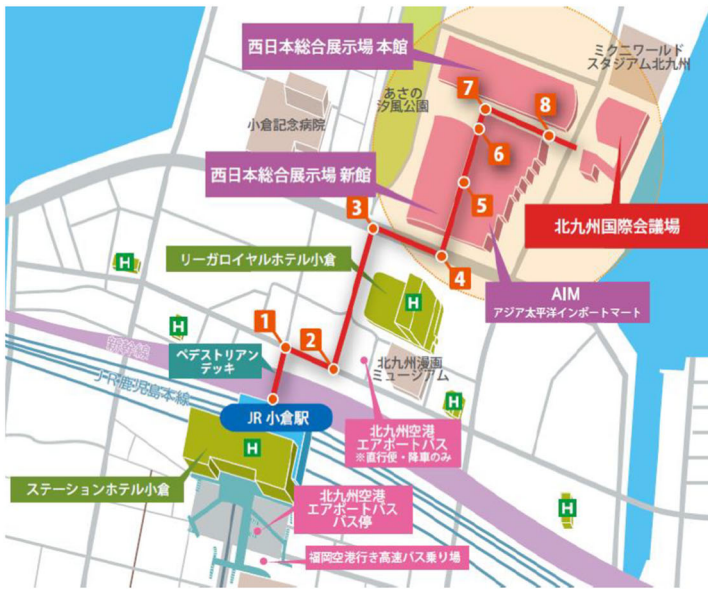 西日本総合展示場 本館
ミクニワールド
スタジアム北九州
あさの
汐風公園
小倉記念病院
7
8
6
西日本総合展示場 新館
5
3
北九州国際会議場
リーガロイヤルホテル小倉
H
4
H
AIM
アジア太平洋インポートマート
1
H
2
新幹線
ペデストリアン
デッキ
北九州漫画
ミュージアム
JR鹿児島本線
H
JR 小倉駅
北九州空港
エアポートバス
※直行便・降車のみ
H
ステーションホテル小倉
北九州空港
エアポートバス
バス停
H
福岡空港行き高速バス乗り場